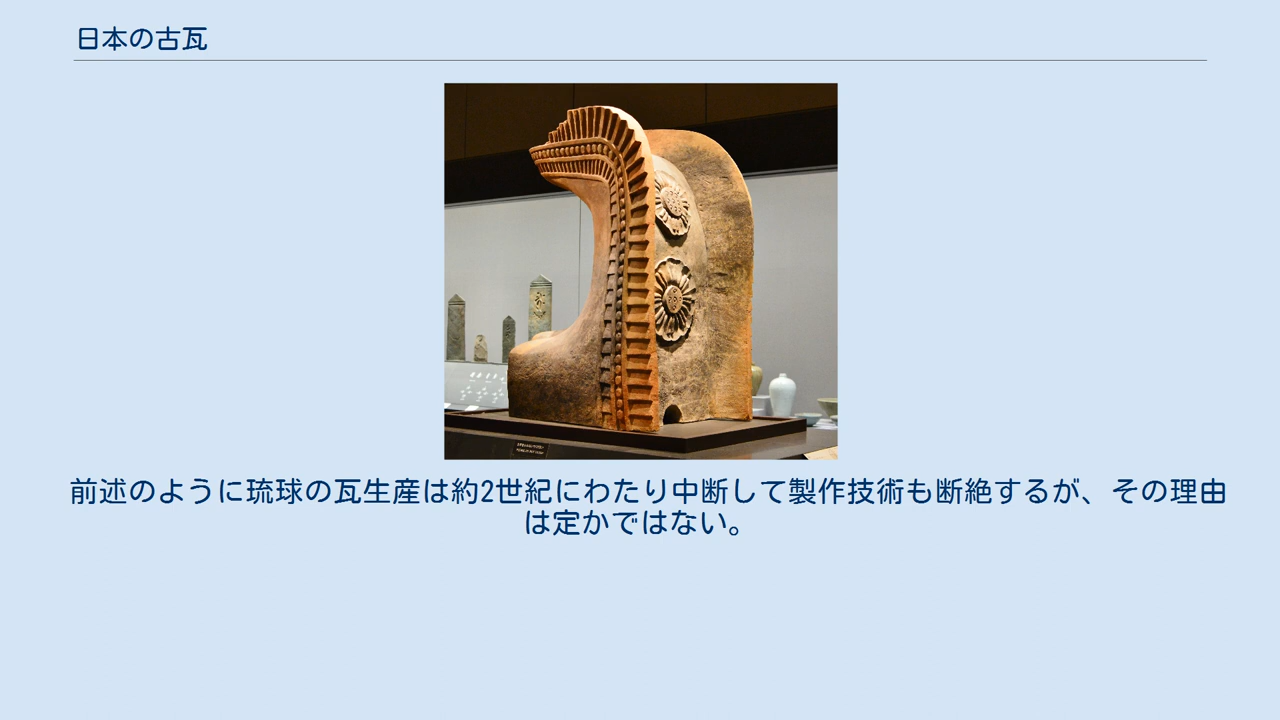 日本の古瓦
前述のように琉球の瓦生産は約2世紀にわたり中断して製作技術も断絶するが、その理由
は定かではない。